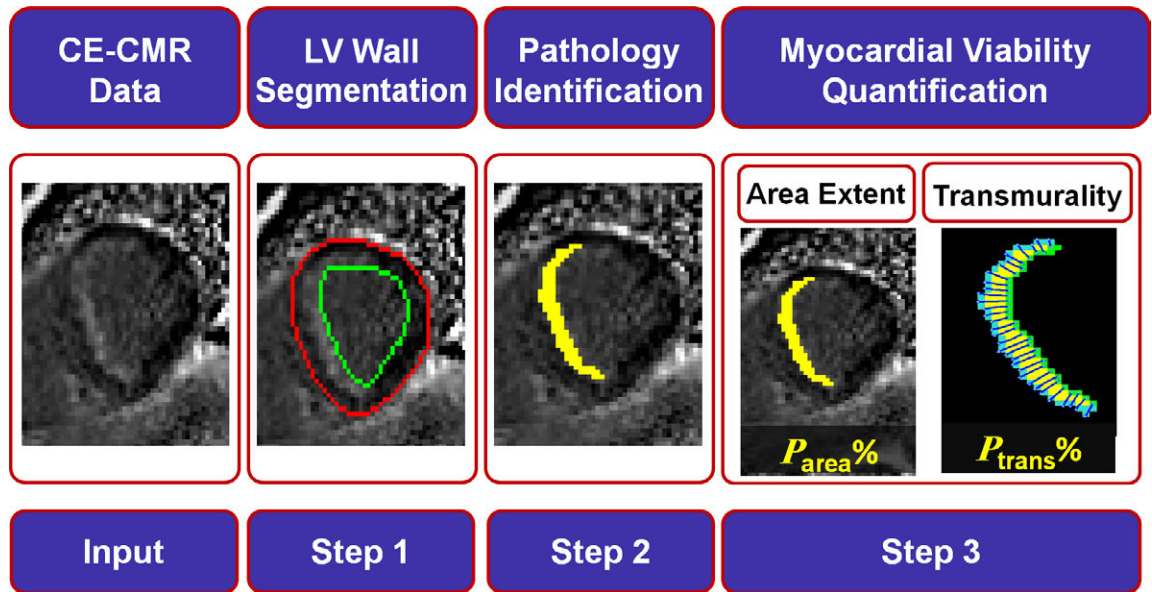 CE-CMR
Data
LV Wall
Segmentation
Pathology
Identification
Myocardial Viability
Quantification
Area Extent
Transmurality
Parea%
Ptrans%
Input
Step 1
Step 2
Step 3